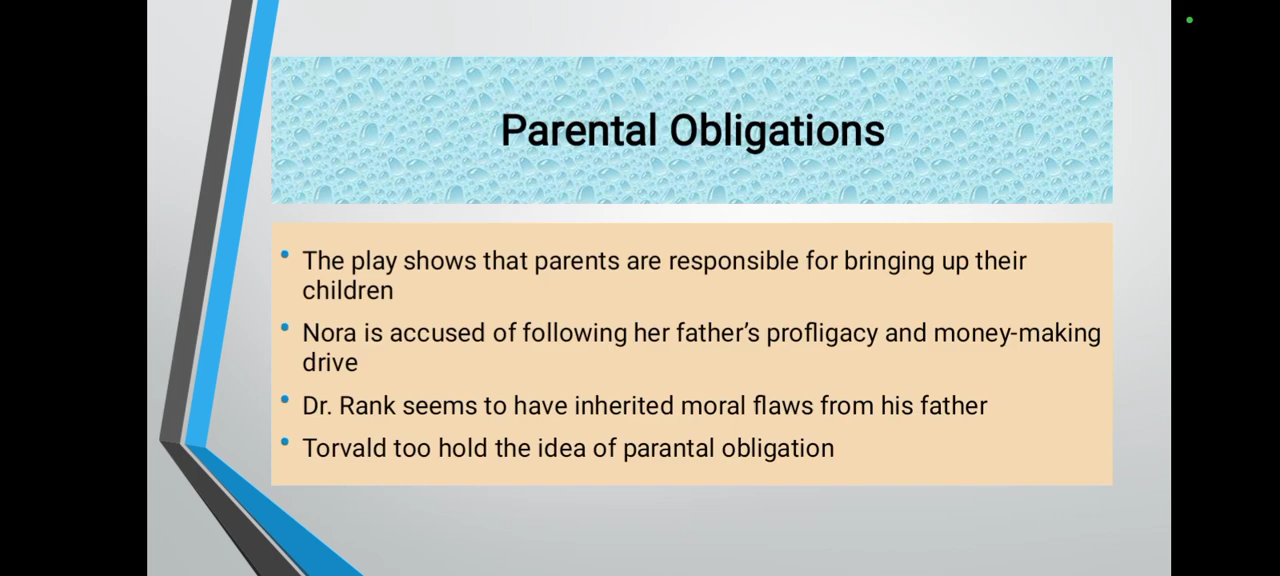 Parental Obligations
• The play shows that parents are responsible for bringing up their
children
• Nora is accused of following her father’s profligacy and money-making
drive
• Dr. Rank seems to have inherited moral flaws from his father
• Torvald too hold the idea of parantal obligation